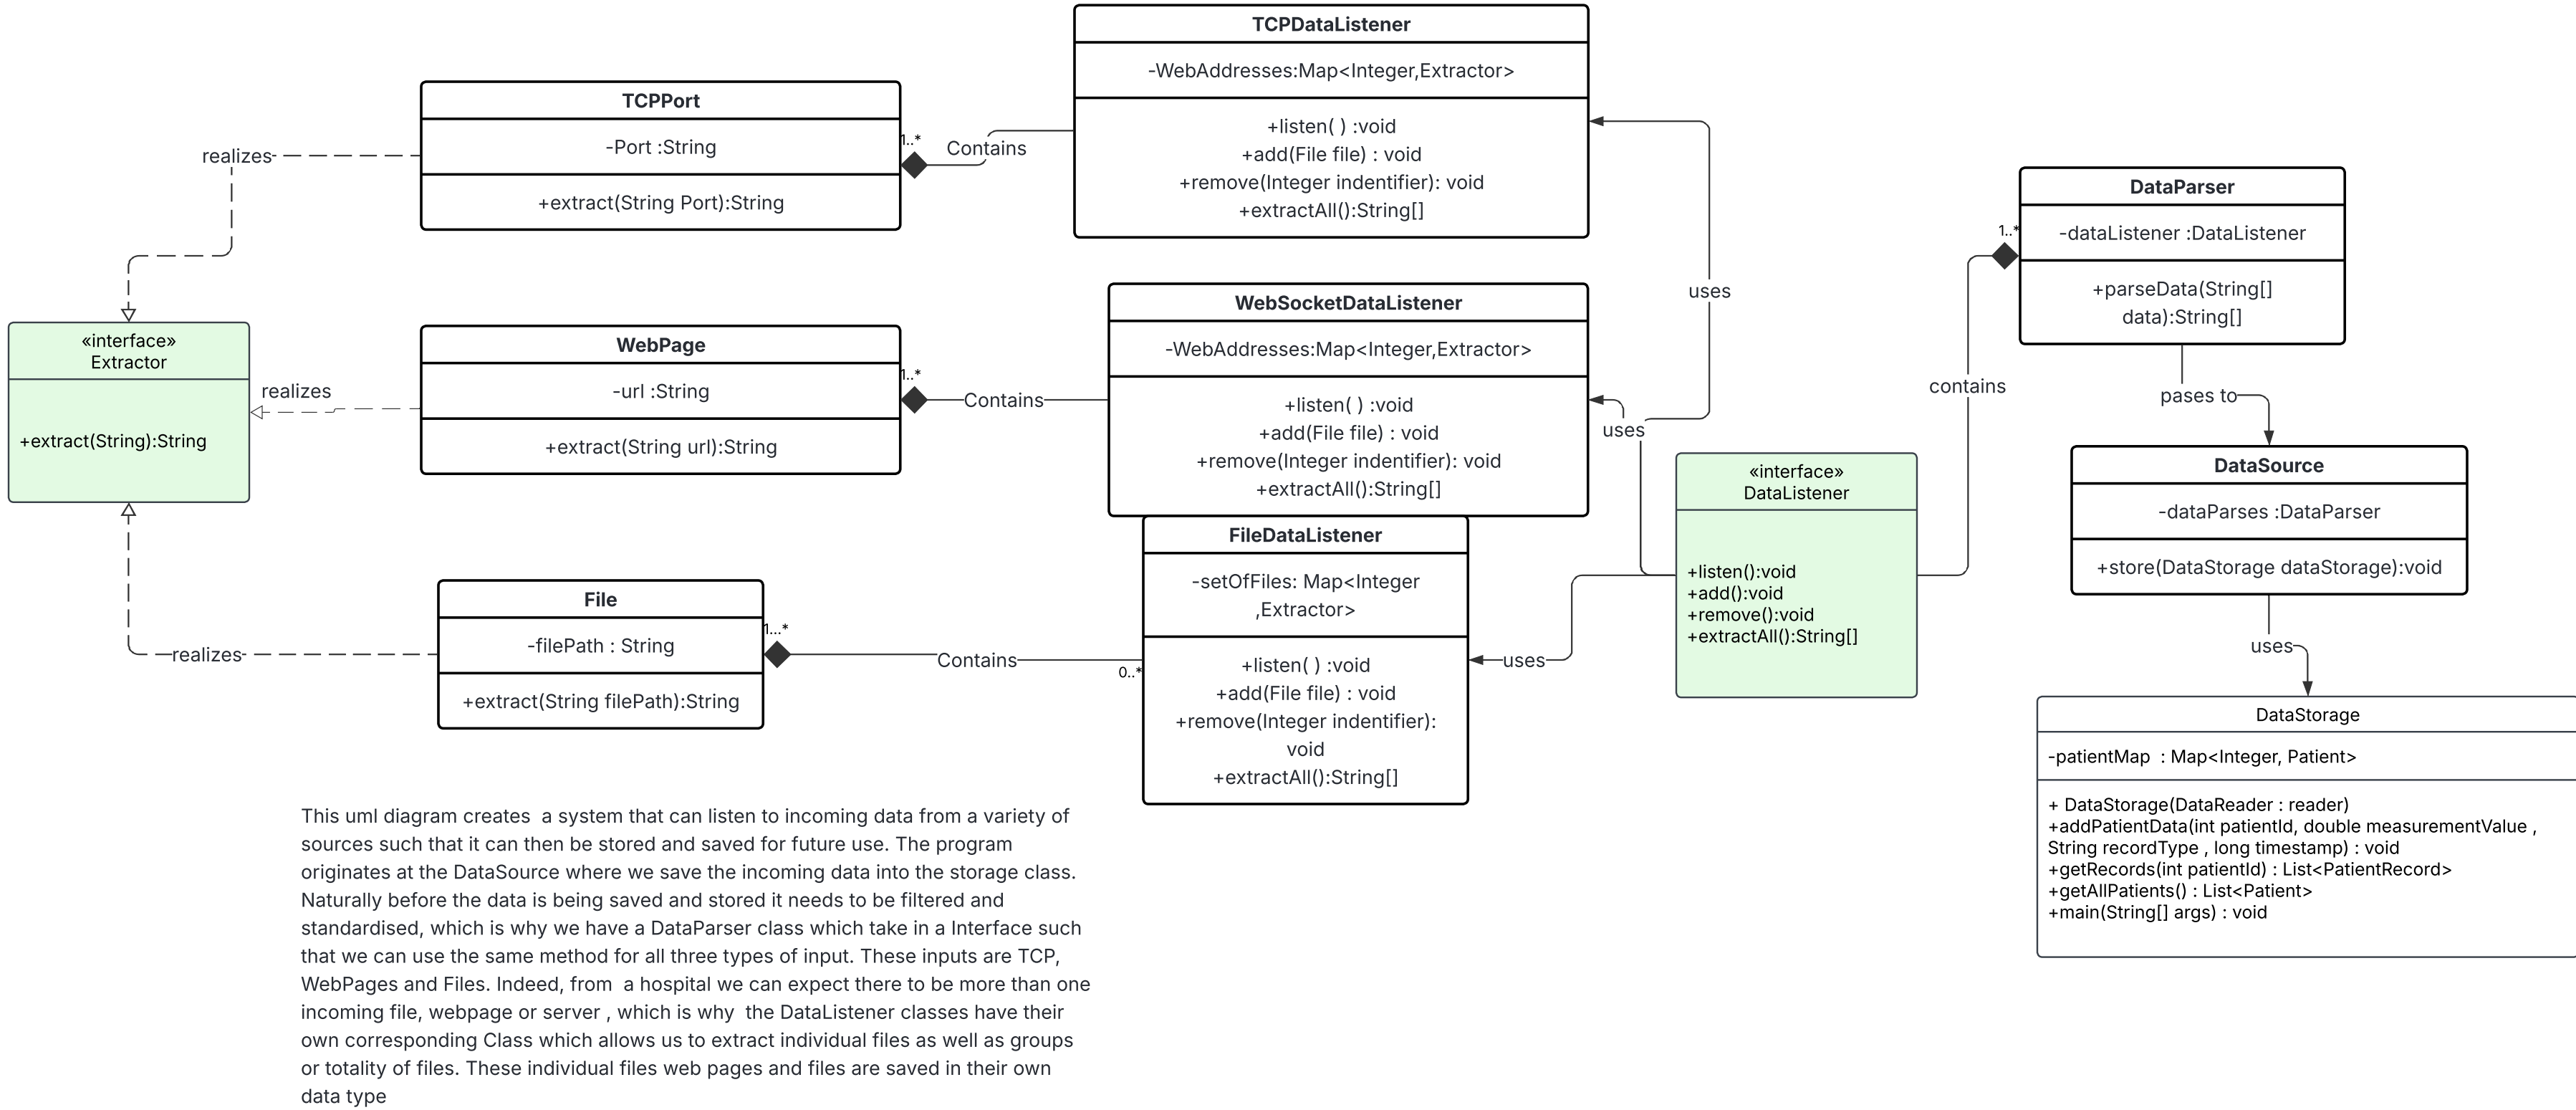 TCPDataListener
-WebAddresses:Map<Integer,Extractor>
+listen( ) :void
+add(File file) : void
+remove(Integer indentifier): void
+extractAll():String[]
TCPPort
-Port :String
+extract(String Port):String
1..*
Contains
realizes
uses
DataParser
-dataListener :DataListener
+parseData(String[]
data):String[]
1..*
contains
pases to
WebSocketDataListener
-WebAddresses:Map<Integer,Extractor>
+listen( ) :void
+add(File file) : void
+remove(Integer indentifier): void
+extractAll():String[]
WebPage
-url :String
+extract(String url):String
1..*
Contains
realizes
uses
«interface»
Extractor
+extract(String):String
«interface»
DataListener
+listen():void
+add():void
+remove():void
+extractAll():String[]
DataSource
-dataParses :DataParser
+store(DataStorage dataStorage):void
uses
FileDataListener
-setOfFiles: Map<Integer
,Extractor>
+listen( ) :void
+add(File file) : void
+remove(Integer indentifier):
void
+extractAll():String[]
File
-filePath : String
+extract(String filePath):String
1...*
Contains
0..*
realizes
uses
DataStorage
-patientMap  : Map<Integer, Patient>
+ DataStorage(DataReader : reader)
+addPatientData(int patientId, double measurementValue ,
String recordType , long timestamp) : void
+getRecords(int patientId) : List<PatientRecord>
+getAllPatients() : List<Patient>
+main(String[] args) : void
This uml diagram creates  a system that can listen to incoming data from a variety of
sources such that it can then be stored and saved for future use. The program
originates at the DataSource where we save the incoming data into the storage class.
Naturally before the data is being saved and stored it needs to be filtered and
standardised, which is why we have a DataParser class which take in a Interface such
that we can use the same method for all three types of input. These inputs are TCP,
WebPages and Files. Indeed, from  a hospital we can expect there to be more than one
incoming file, webpage or server , which is why  the DataListener classes have their
own corresponding Class which allows us to extract individual files as well as groups
or totality of files. These individual files web pages and files are saved in their own
data type